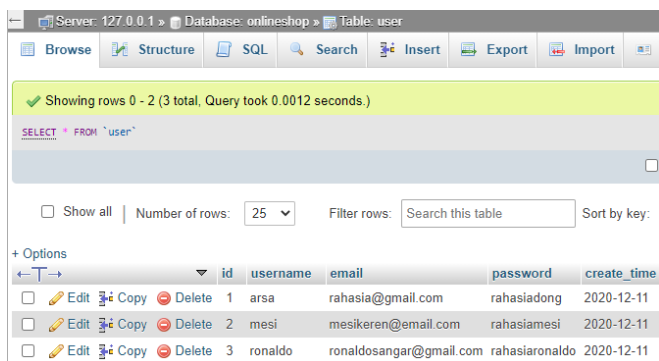 Server: 127.0.0.1 » Database: onlineshop » Table: user
Browse Structure SQL Search Insert Export Import
Showing rows 0 - 2 (3 total, Query took 0.0012 seconds.)
SELECT * FROM `user`
Show all | Number of rows: 25 Filter rows: Search this table Sort by key:
+ Options
←T→ id username email password create_time
Edit Copy Delete 1 arsa rahasia@gmail.com rahasiadong 2020-12-11
Edit Copy Delete 2 mesi mesikeren@email.com rahasiamesi 2020-12-11
Edit Copy Delete 3 ronaldo ronaldosangar@gmail.com rahasiaronaldo 2020-12-11